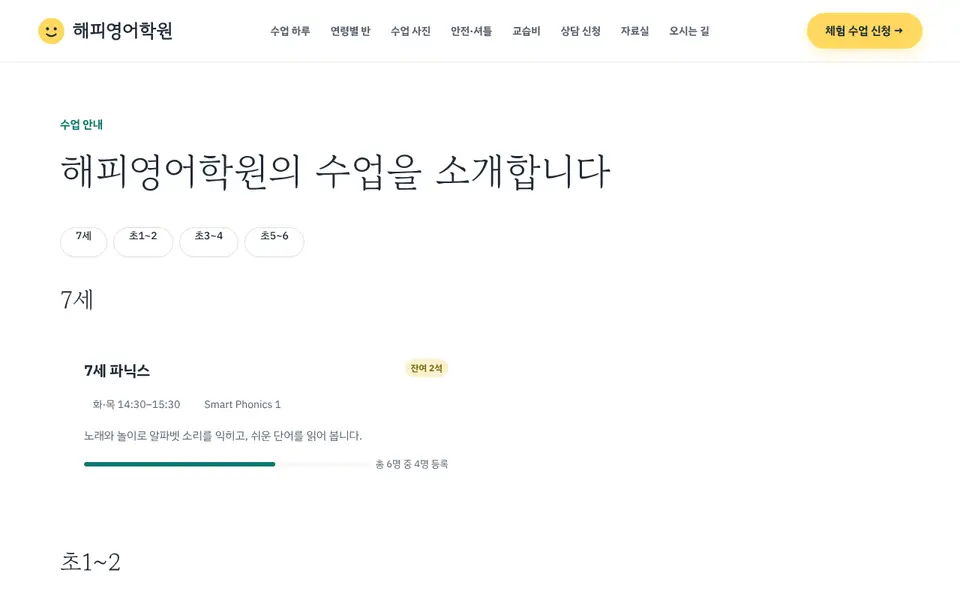 해피영어학원
수업 하루 연령별 반 수업 사진 안전·셔틀 교습비 상담 신청 자료실 오시는 길
체험 수업 신청 →
수업 안내
해피영어학원의 수업을 소개합니다
7세 초1~2 초3~4 초5~6
7세
7세 파닉스 잔여 2석
화·목 14:30–15:30 Smart Phonics 1
노래와 놀이로 알파벳 소리를 익히고, 쉬운 단어를 읽어 봅니다.
총 6명 중 4명 등록
초1~2